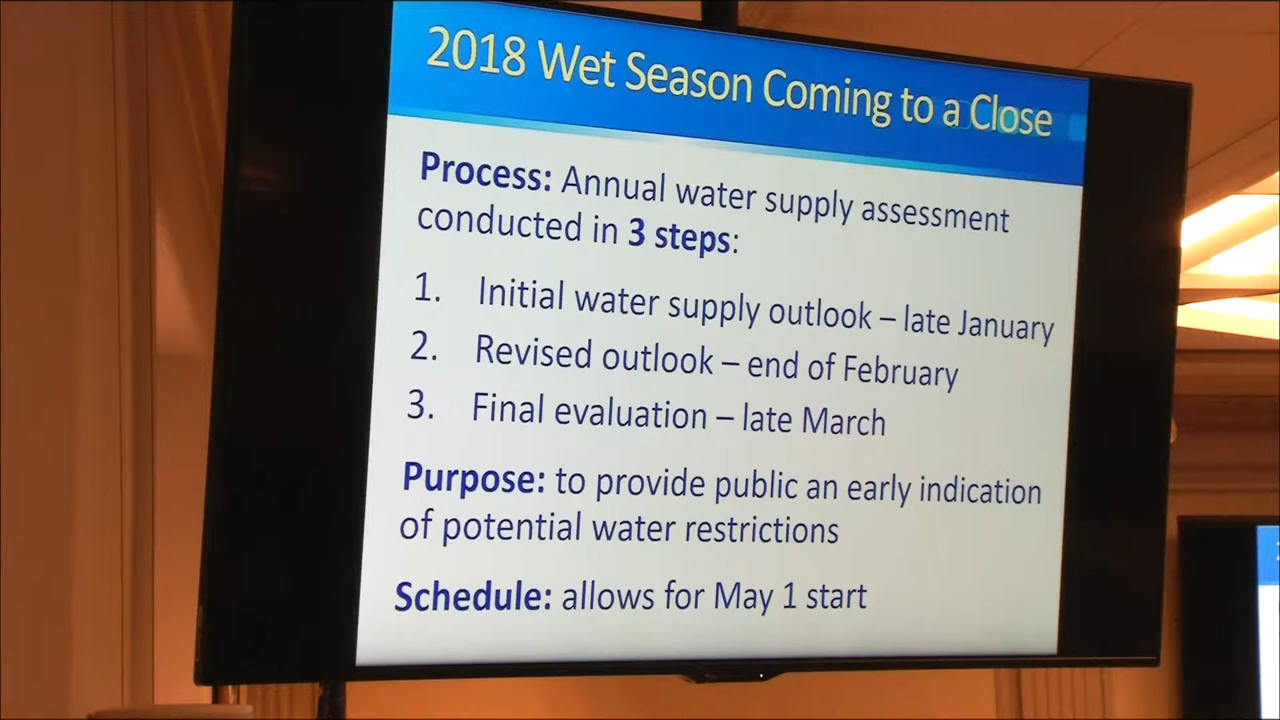 2018 Wet Season Coming to a Close
Process: Annual water supply assessment
conducted in 3 steps:
1. Initial water supply outlook – late January
2. Revised outlook – end of February
3. Final evaluation – late March
Purpose: to provide public an early indication
of potential water restrictions
Schedule: allows for May 1 start